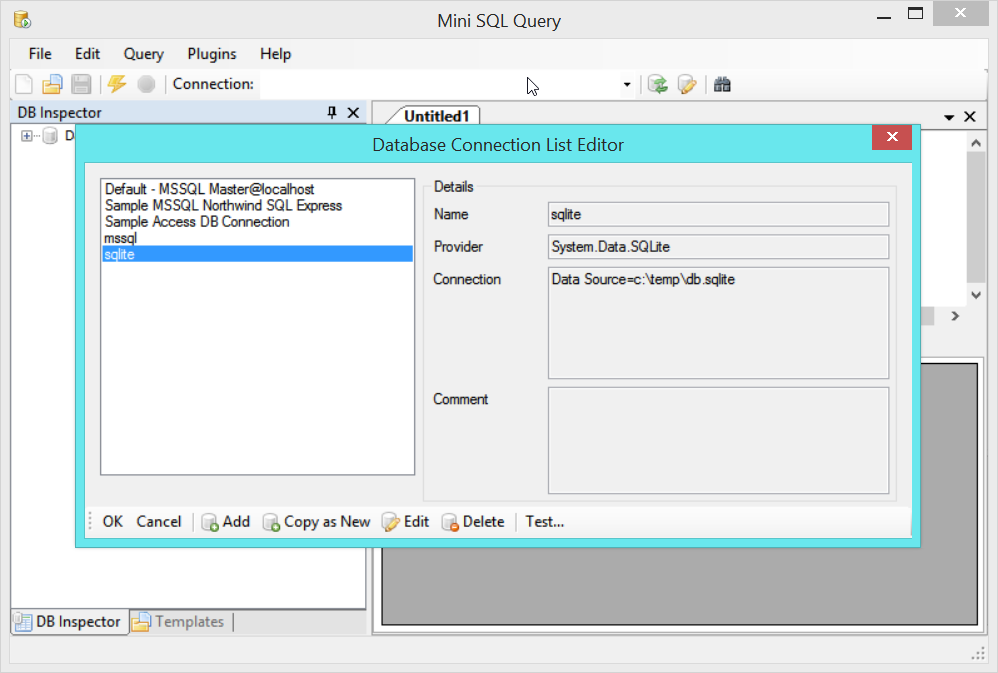 Mini SQL Query
File Edit Query Plugins Help
Connection:
DB Inspector
Untitled1
D
Database Connection List Editor
Default - MSSQL Master@localhost
Sample MSSQL Northwind SQL Express
Sample Access DB Connection
mssql
sqlite
Details
Name sqlite
Provider System.Data.SQLite
Connection Data Source=c:\temp\db.sqlite
Comment
OK Cancel Add Copy as New Edit Delete Test...
DB Inspector Templates